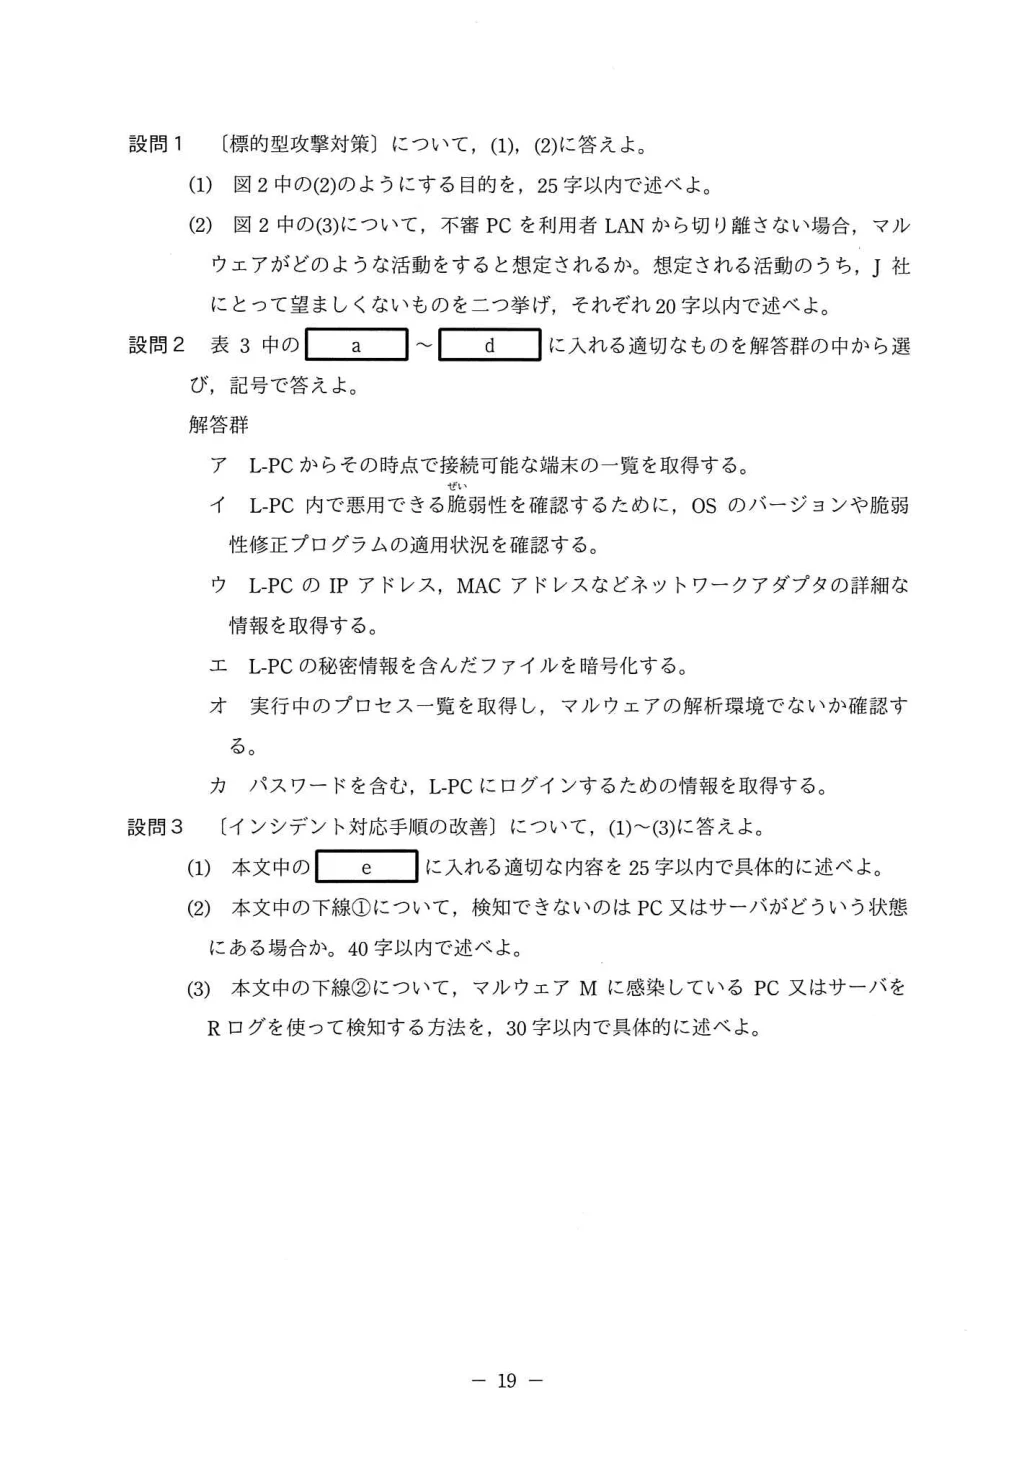 設問1　〔標的型攻撃対策〕について，(1)，(2)に答えよ。
(1)　図2中の(2)のようにする目的を，25字以内で述べよ。
(2)　図2中の(3)について，不審PCを利用者LANから切り離さない場合，マル
ウェアがどのような活動をすると想定されるか。想定される活動のうち，J社
にとって望ましくないものを二つ挙げ，それぞれ20字以内で述べよ。
設問2　表3中の a ～ d に入れる適切なものを解答群の中から選
び，記号で答えよ。
解答群
ア　L-PCからその時点で接続可能な端末の一覧を取得する。
イ　L-PC内で悪用できる脆(ぜい)弱性を確認するために，OSのバージョンや脆弱
性修正プログラムの適用状況を確認する。
ウ　L-PCのIPアドレス，MACアドレスなどネットワークアダプタの詳細な
情報を取得する。
エ　L-PCの秘密情報を含んだファイルを暗号化する。
オ　実行中のプロセス一覧を取得し，マルウェアの解析環境でないか確認す
る。
カ　パスワードを含む，L-PCにログインするための情報を取得する。
設問3　〔インシデント対応手順の改善〕について，(1)～(3)に答えよ。
(1)　本文中の e に入れる適切な内容を25字以内で具体的に述べよ。
(2)　本文中の下線①について，検知できないのはPC又はサーバがどういう状態
にある場合か。40字以内で述べよ。
(3)　本文中の下線②について，マルウェアMに感染しているPC又はサーバを
Rログを使って検知する方法を，30字以内で具体的に述べよ。
― 19 ―